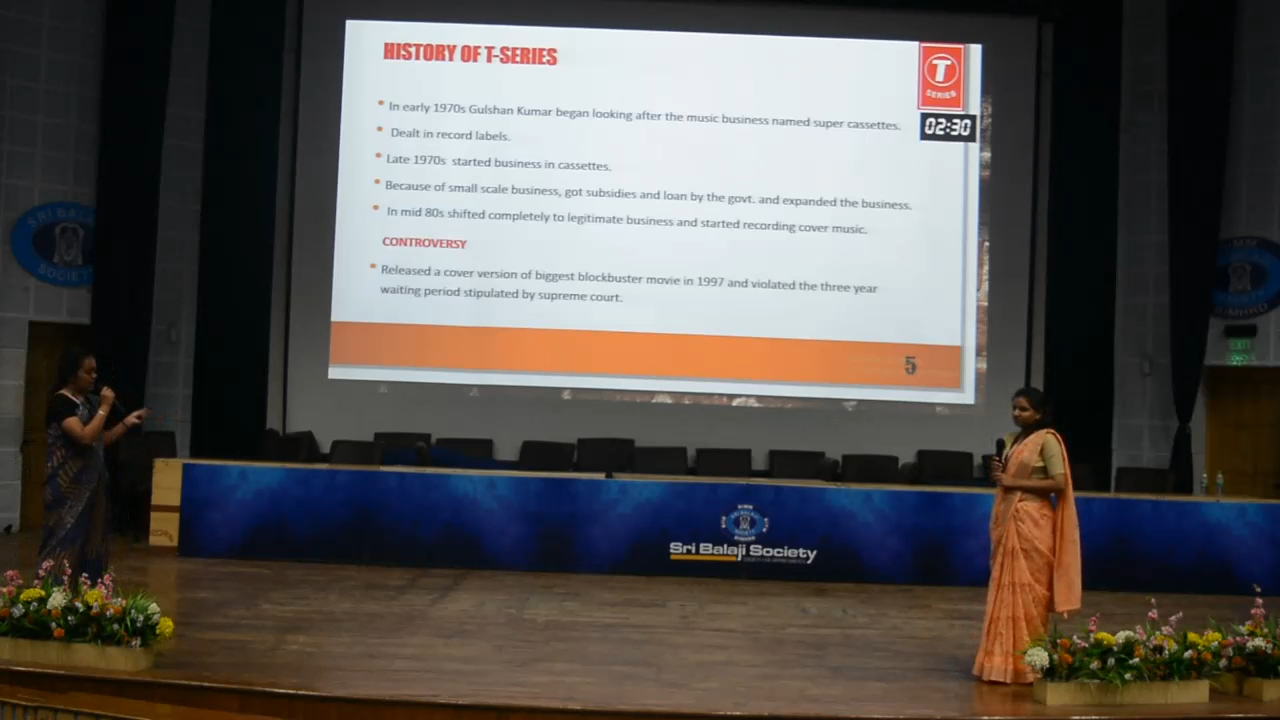 HISTORY OF T-SERIES
T
SERIES
02:30
• In early 1970s Gulshan Kumar began looking after the music business named super cassettes.
• Dealt in record labels.
• Late 1970s started business in cassettes.
• Because of small scale business, got subsidies and loan by the govt. and expanded the business.
• In mid 80s shifted completely to legitimate business and started recording cover music.
CONTROVERSY
• Released a cover version of biggest blockbuster movie in 1997 and violated the three year
waiting period stipulated by supreme court.
5
SRI BALAJI
SOCIETY
EXIT
Sri Balaji Society